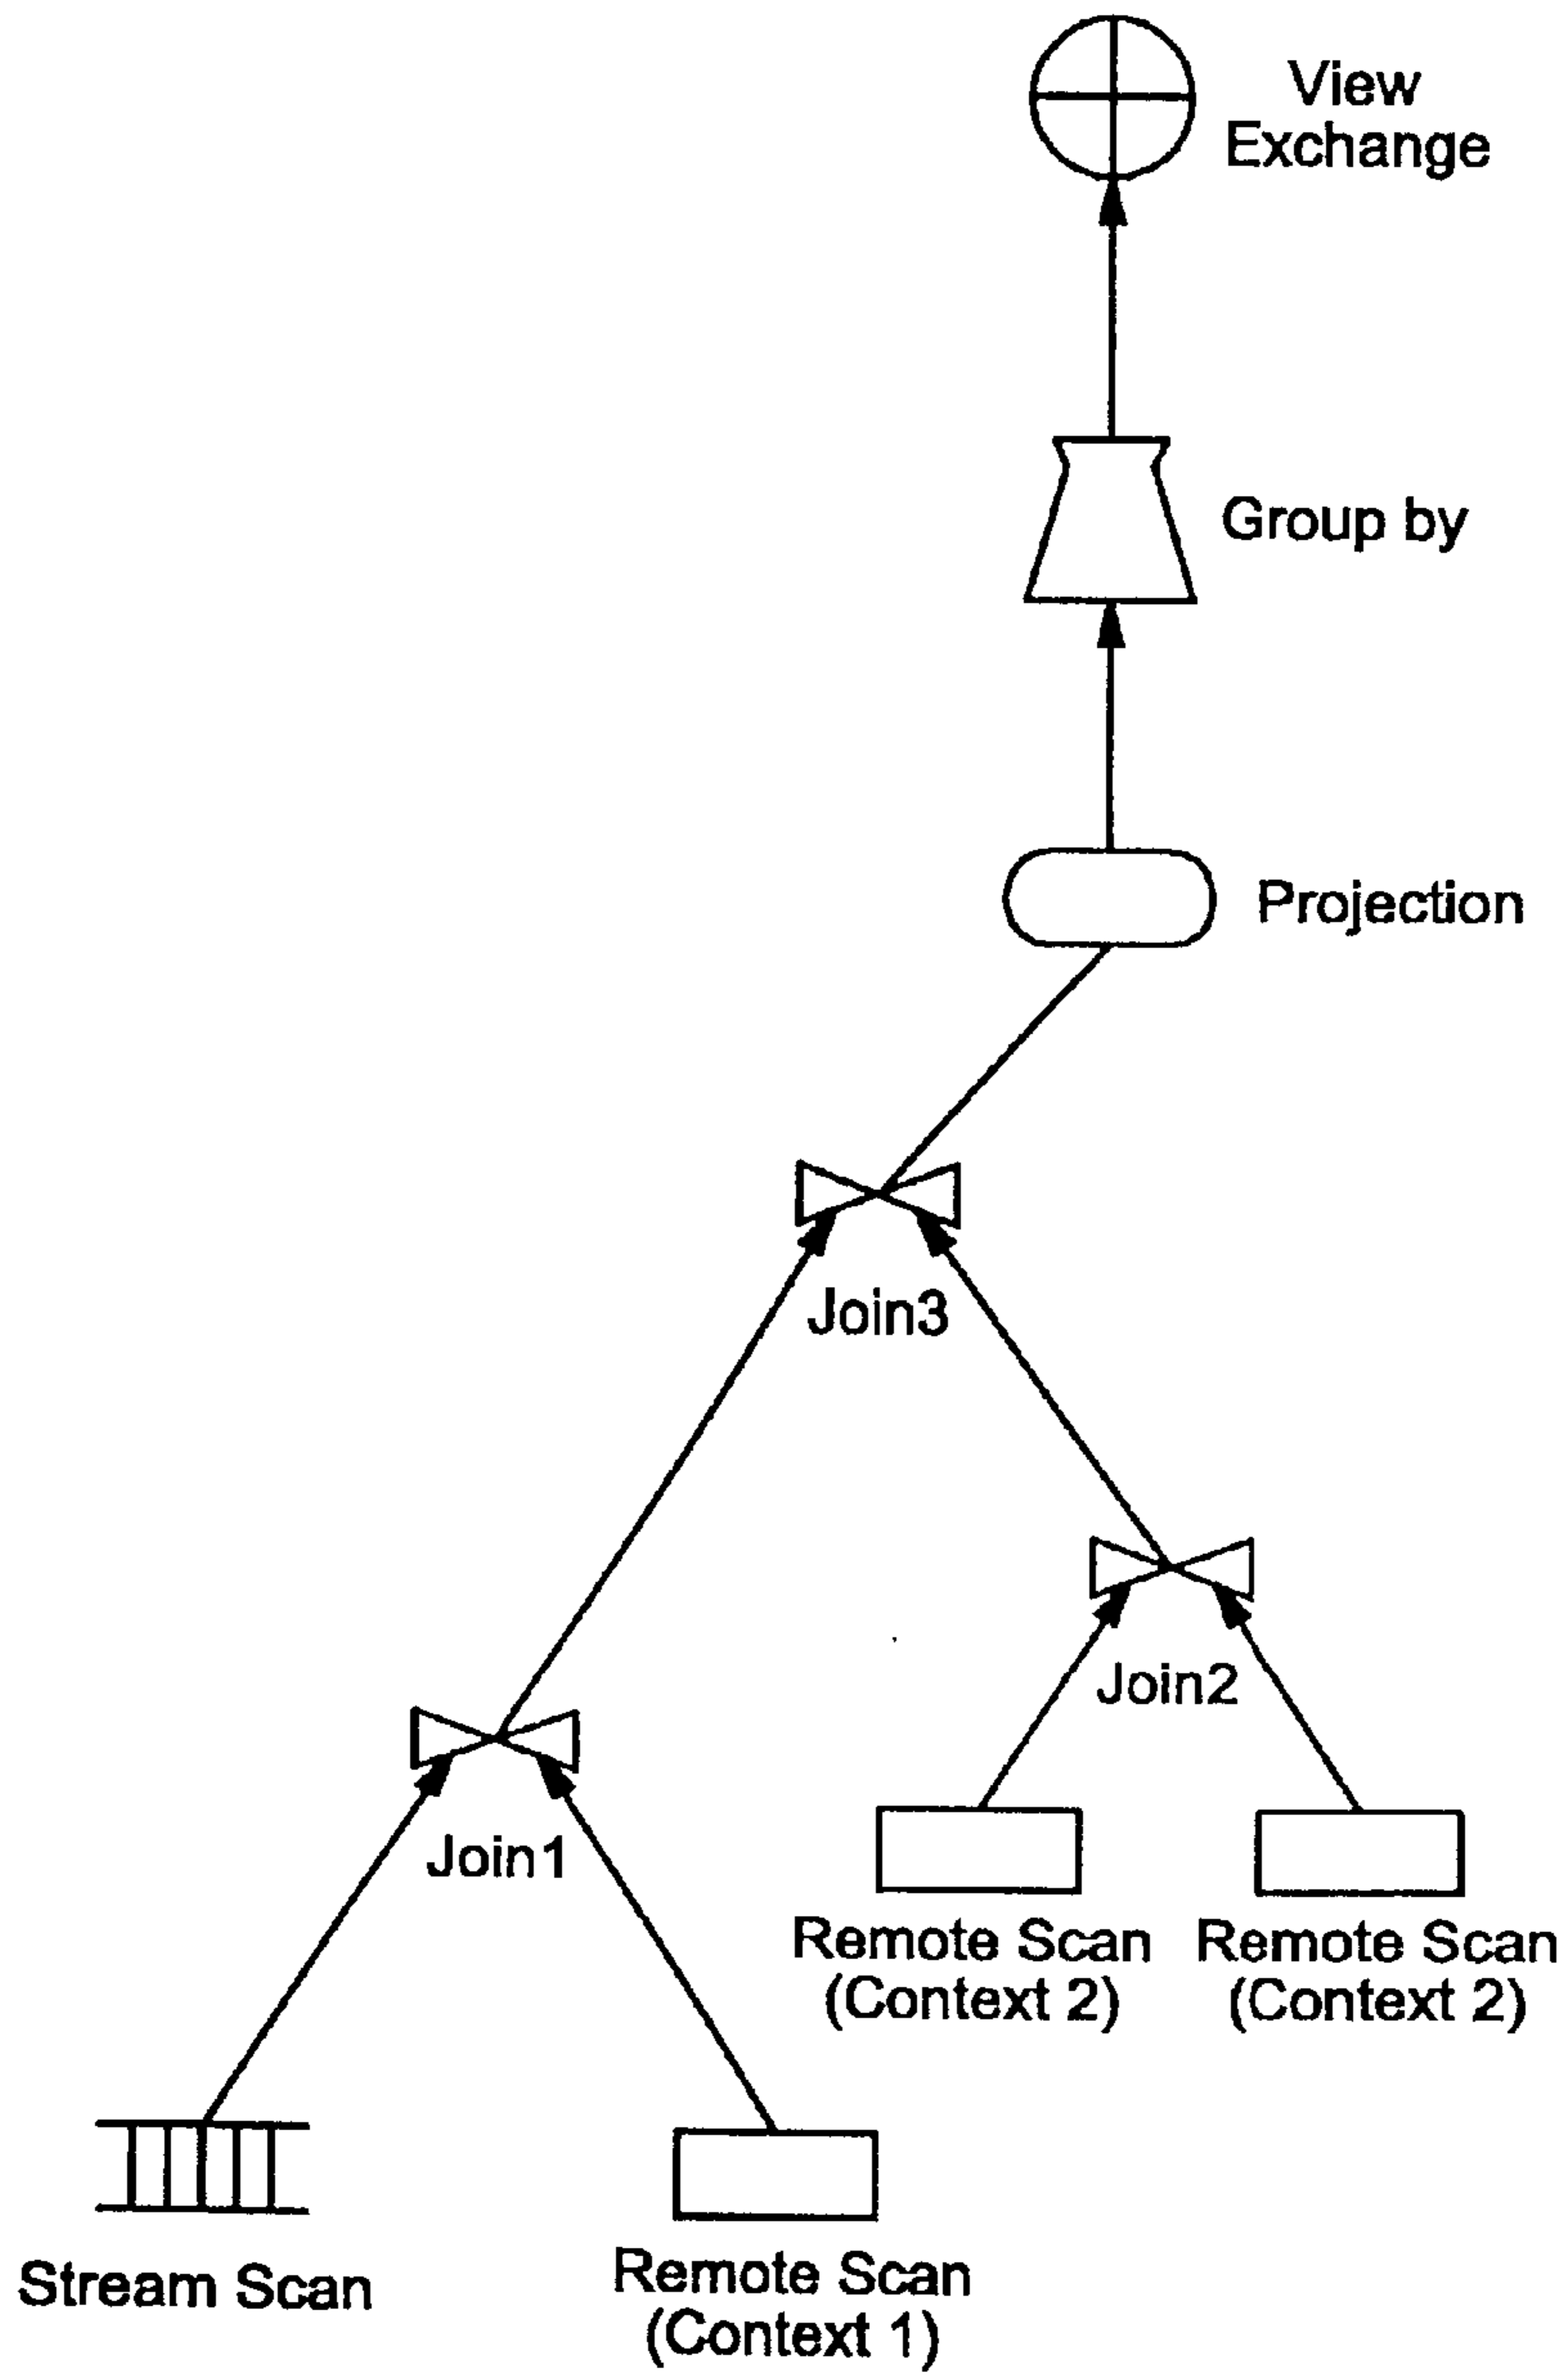 View
Exchange
Group by
Projection
Join3
Join2
Join1
Remote Scan
(Context 2)
Remote Scan
(Context 2)
Stream Scan
Remote Scan
(Context 1)